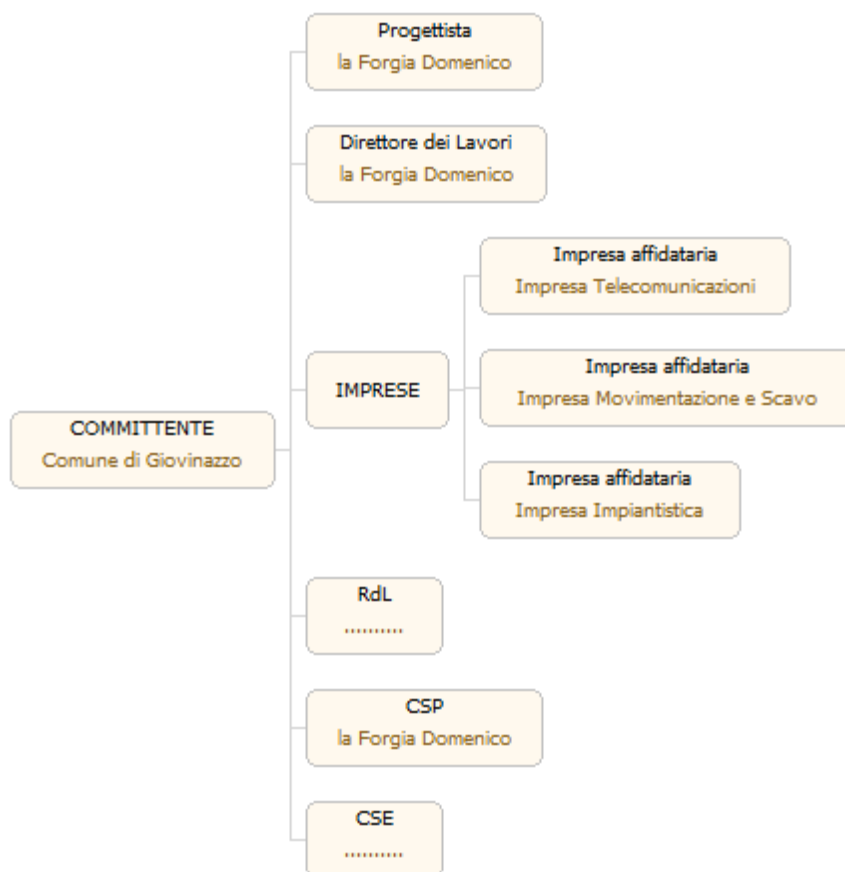 Progettista
la Forgia Domenico
Direttore dei Lavori
la Forgia Domenico
Impresa affidataria
Impresa Telecomunicazioni
IMPRESE
Impresa affidataria
Impresa Movimentazione e Scavo
COMMITTENTE
Comune di Giovinazzo
Impresa affidataria
Impresa Impiantistica
RdL
..........
CSP
la Forgia Domenico
CSE
..........